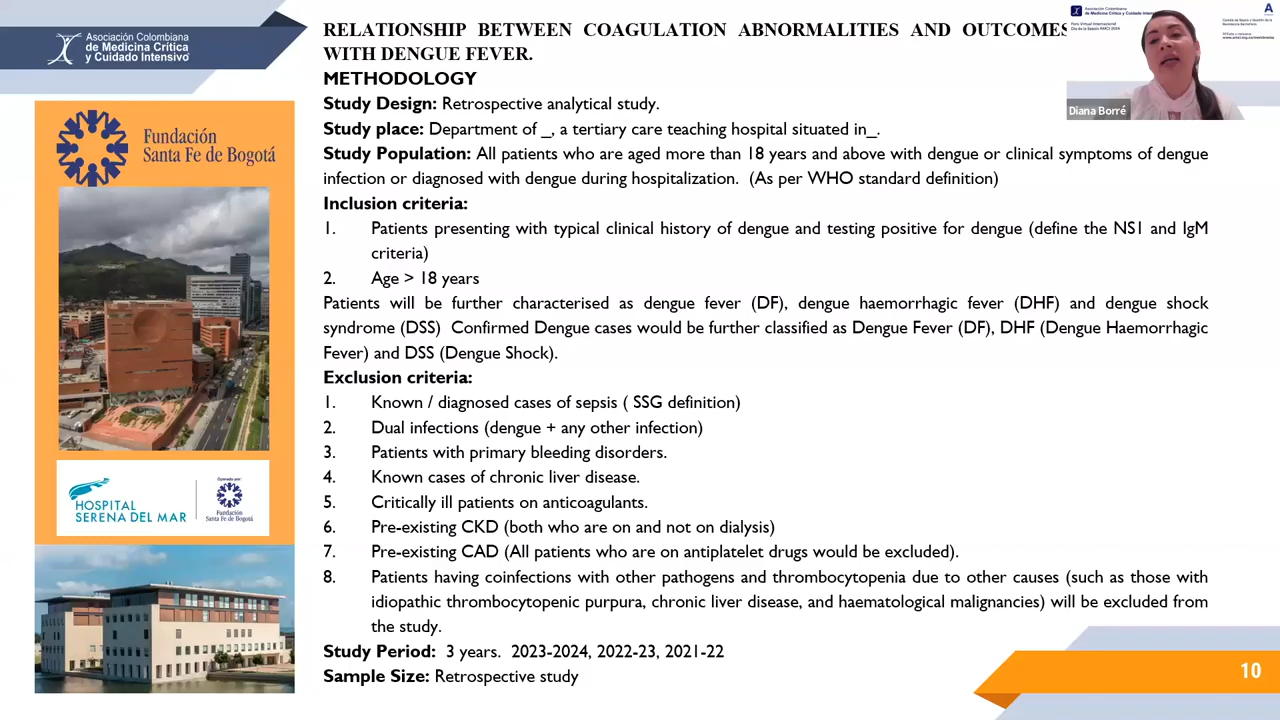 Asociación Colombiana
de Medicina Crítica
y Cuidado Intensivo
Fundación
Santa Fe de Bogotá
HOSPITAL
SERENA DEL MAR
Operado por:
Fundación
Santa Fe de Bogotá
RELATIONSHIP BETWEEN COAGULATION ABNORMALITIES AND OUTCOMES
WITH DENGUE FEVER.
METHODOLOGY
Study Design: Retrospective analytical study.
Study place: Department of _, a tertiary care teaching hospital situated in_.
Study Population: All patients who are aged more than 18 years and above with dengue or clinical symptoms of dengue
infection or diagnosed with dengue during hospitalization. (As per WHO standard definition)
Inclusion criteria:
1. Patients presenting with typical clinical history of dengue and testing positive for dengue (define the NS1 and IgM
criteria)
2. Age > 18 years
Patients will be further characterised as dengue fever (DF), dengue haemorrhagic fever (DHF) and dengue shock
syndrome (DSS) Confirmed Dengue cases would be further classified as Dengue Fever (DF), DHF (Dengue Haemorrhagic
Fever) and DSS (Dengue Shock).
Exclusion criteria:
1. Known / diagnosed cases of sepsis ( SSG definition)
2. Dual infections (dengue + any other infection)
3. Patients with primary bleeding disorders.
4. Known cases of chronic liver disease.
5. Critically ill patients on anticoagulants.
6. Pre-existing CKD (both who are on and not on dialysis)
7. Pre-existing CAD (All patients who are on antiplatelet drugs would be excluded).
8. Patients having coinfections with other pathogens and thrombocytopenia due to other causes (such as those with
idiopathic thrombocytopenic purpura, chronic liver disease, and haematological malignancies) will be excluded from
the study.
Study Period: 3 years. 2023-2024, 2022-23, 2021-22
Sample Size: Retrospective study
Asociación Colombiana
de Medicina Crítica y Cuidado
Diana Borré
10